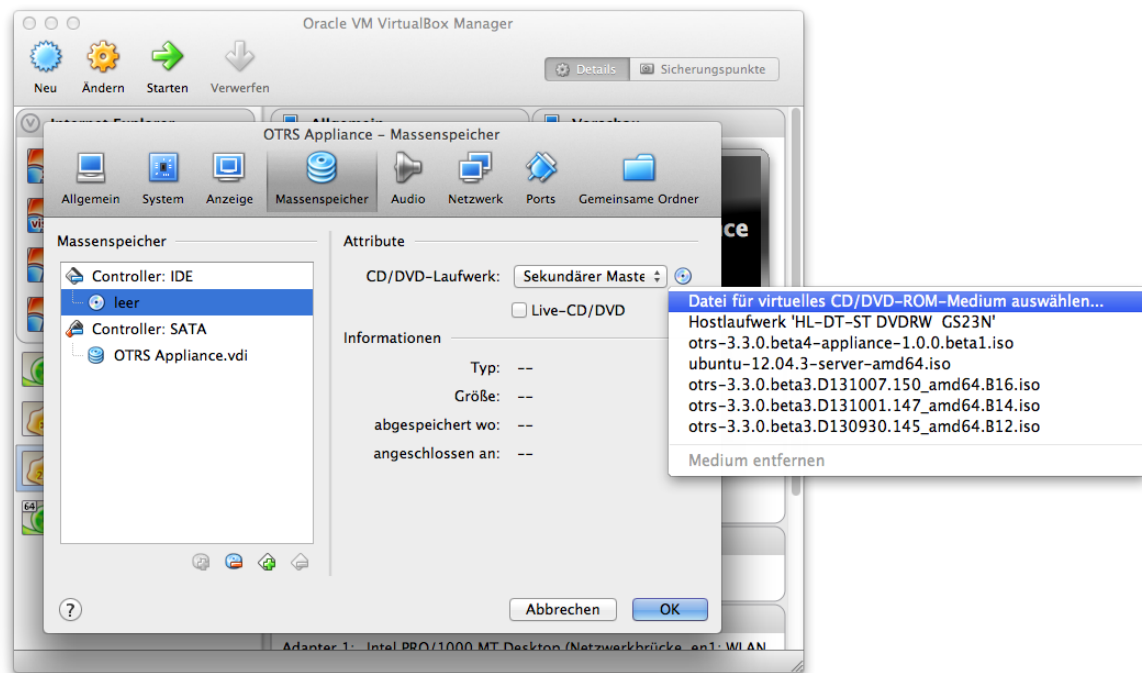 Oracle VM VirtualBox Manager
Neu Ändern Starten Verwerfen
Details Sicherungspunkte
OTRS Appliance – Massenspeicher
Allgemein System Anzeige Massenspeicher Audio Netzwerk Ports Gemeinsame Ordner
Massenspeicher
Controller: IDE
leer
Controller: SATA
OTRS Appliance.vdi
Attribute
CD/DVD-Laufwerk: Sekundärer Maste
Live-CD/DVD
Informationen
Typ: --
Größe: --
abgespeichert wo: --
angeschlossen an: --
Datei für virtuelles CD/DVD-ROM-Medium auswählen...
Hostlaufwerk 'HL-DT-ST DVDRW  GS23N'
otrs-3.3.0.beta4-appliance-1.0.0.beta1.iso
ubuntu-12.04.3-server-amd64.iso
otrs-3.3.0.beta3.D131007.150_amd64.B16.iso
otrs-3.3.0.beta3.D131001.147_amd64.B14.iso
otrs-3.3.0.beta3.D130930.145_amd64.B12.iso
Medium entfernen
?
Abbrechen OK
Adapter 1: Intel PRO/1000 MT Desktop (Netzwerkbrücke, en1: WLAN